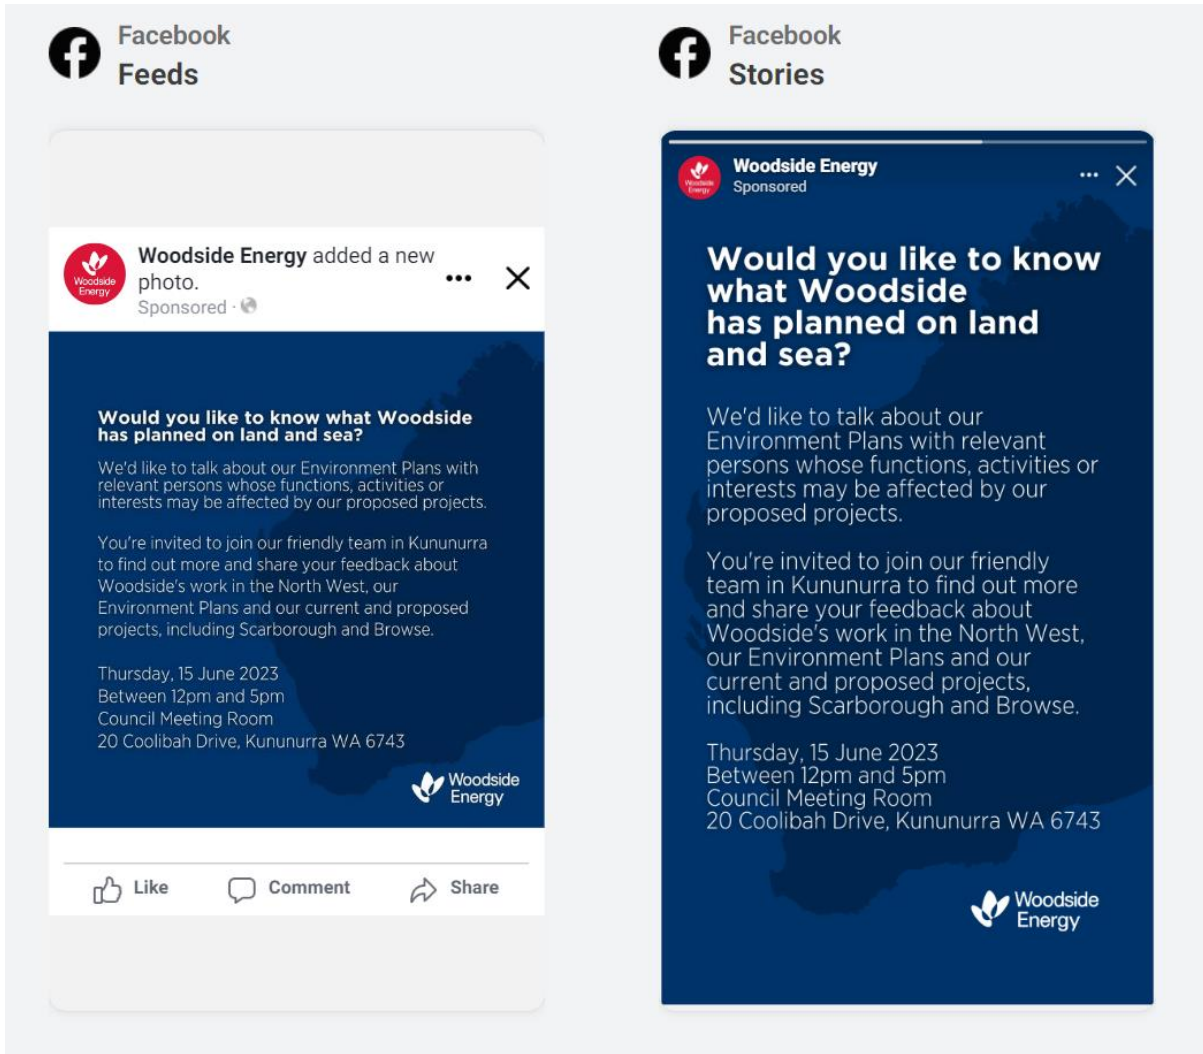 Facebook
Feeds
Woodside Energy added a new
photo.
Sponsored ·
Woodside
Energy
Would you like to know what Woodside
has planned on land and sea?
We'd like to talk about our Environment Plans with
relevant persons whose functions, activities or
interests may be affected by our proposed projects.
You're invited to join our friendly team in Kununurra
to find out more and share your feedback about
Woodside's work in the North West, our
Environment Plans and our current and proposed
projects, including Scarborough and Browse.
Thursday, 15 June 2023
Between 12pm and 5pm
Council Meeting Room
20 Coolibah Drive, Kununurra WA 6743
Woodside
Energy
Like
Comment
Share
Facebook
Stories
Woodside
Energy
Woodside Energy
Sponsored
Would you like to know
what Woodside
has planned on land
and sea?
We'd like to talk about our
Environment Plans with relevant
persons whose functions, activities or
interests may be affected by our
proposed projects.
You're invited to join our friendly
team in Kununurra to find out more
and share your feedback about
Woodside's work in the North West,
our Environment Plans and our
current and proposed projects,
including Scarborough and Browse.
Thursday, 15 June 2023
Between 12pm and 5pm
Council Meeting Room
20 Coolibah Drive, Kununurra WA 6743
Woodside
Energy